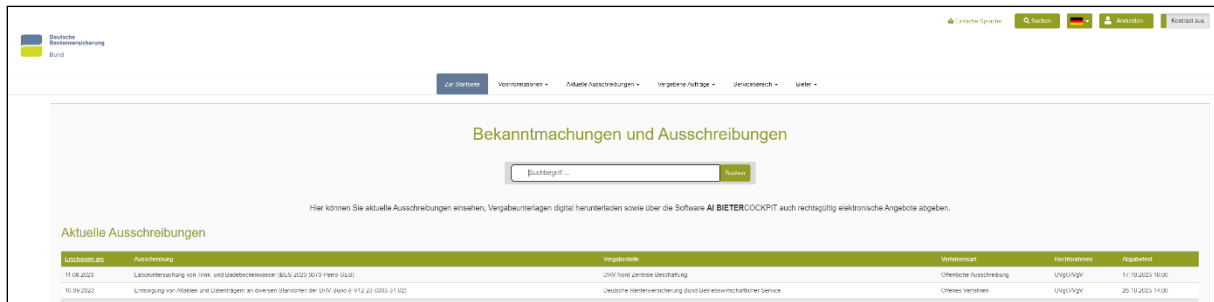 Einfache Sprache Suchen Anmelden Kontrast aus
Deutsche
Rentenversicherung
Bund
Zur Startseite Vorinformationen Aktuelle Ausschreibungen Vergebene Aufträge Servicebereich Bieter
Bekanntmachungen und Ausschreibungen
Suchbegriff ... Suchen
Hier können Sie aktuelle Ausschreibungen einsehen, Vergabeunterlagen digital herunterladen sowie über die Software AI BIETERCOCKPIT auch rechtsgültig elektronische Angebote abgeben.
Aktuelle Ausschreibungen
Erschienen am Ausschreibung Vergabestelle Verfahrensart Rechtsrahmen Abgabefrist
11.08.2023 Laboruntersuchung von Trink- und Badebeckenwasser DRV Nord Zentrale Beschaffung Öffentliche Ausschreibung UVgO/VgV 17.10.2023 10:00
10.09.2023 Entsorgung von Altakten und Datenträgern an diversen Standorten der DRV Bund Deutsche Rentenversicherung Bund Betriebswirtschaftlicher Service Offenes Verfahren UVgO/VgV 25.10.2023 14:00